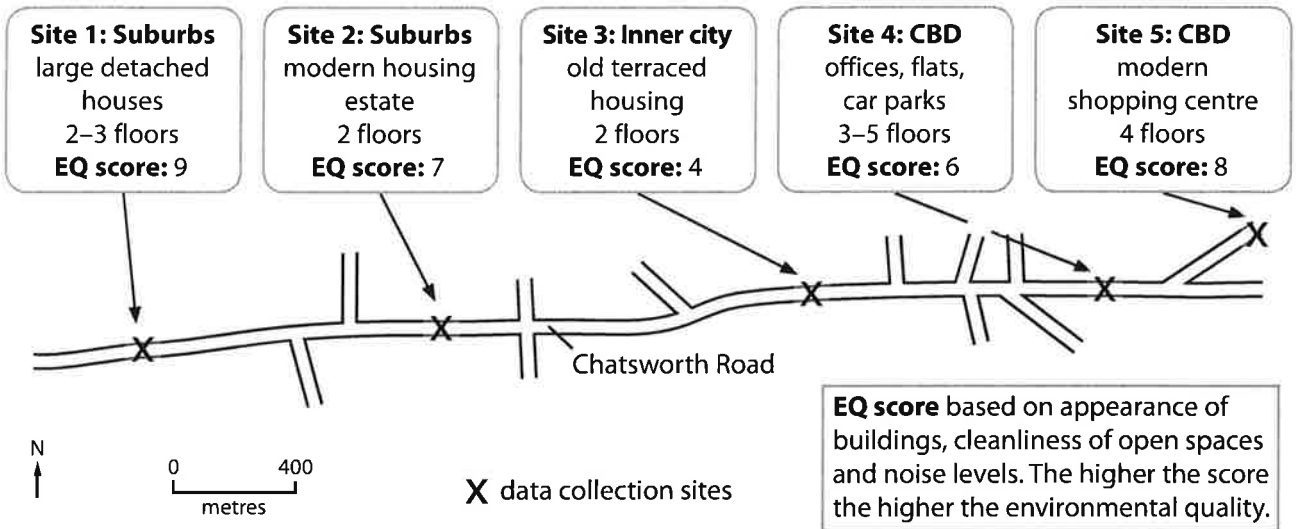 Site 1: Suburbs
large detached
houses
2–3 floors
EQ score: 9
Site 2: Suburbs
modern housing
estate
2 floors
EQ score: 7
Site 3: Inner city
old terraced
housing
2 floors
EQ score: 4
Site 4: CBD
offices, flats,
car parks
3–5 floors
EQ score: 6
Site 5: CBD
modern
shopping centre
4 floors
EQ score: 8
X
X
X
X
X
Chatsworth Road
N
0 400
metres
X data collection sites
EQ score based on appearance of
buildings, cleanliness of open spaces
and noise levels. The higher the score
the higher the environmental quality.